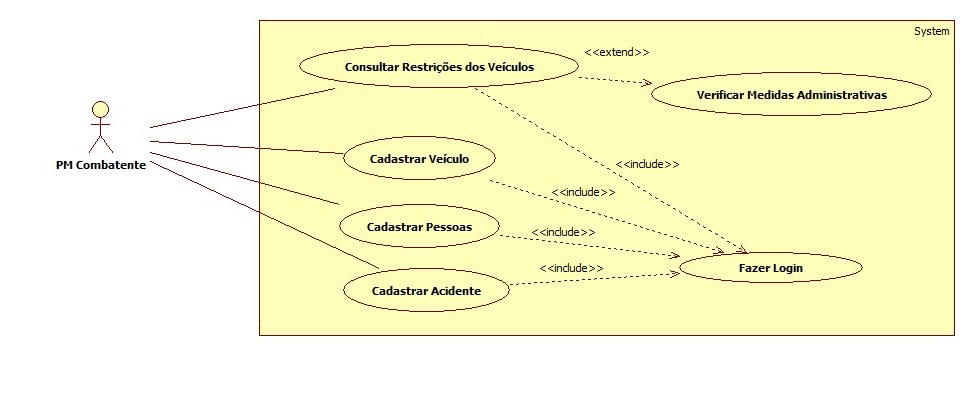 System
<<extend>>
Consultar Restrições dos Veículos
Verificar Medidas Administrativas
PM Combatente
Cadastrar Veículo
<<include>>
<<include>>
Cadastrar Pessoas
<<include>>
<<include>>
Fazer Login
Cadastrar Acidente